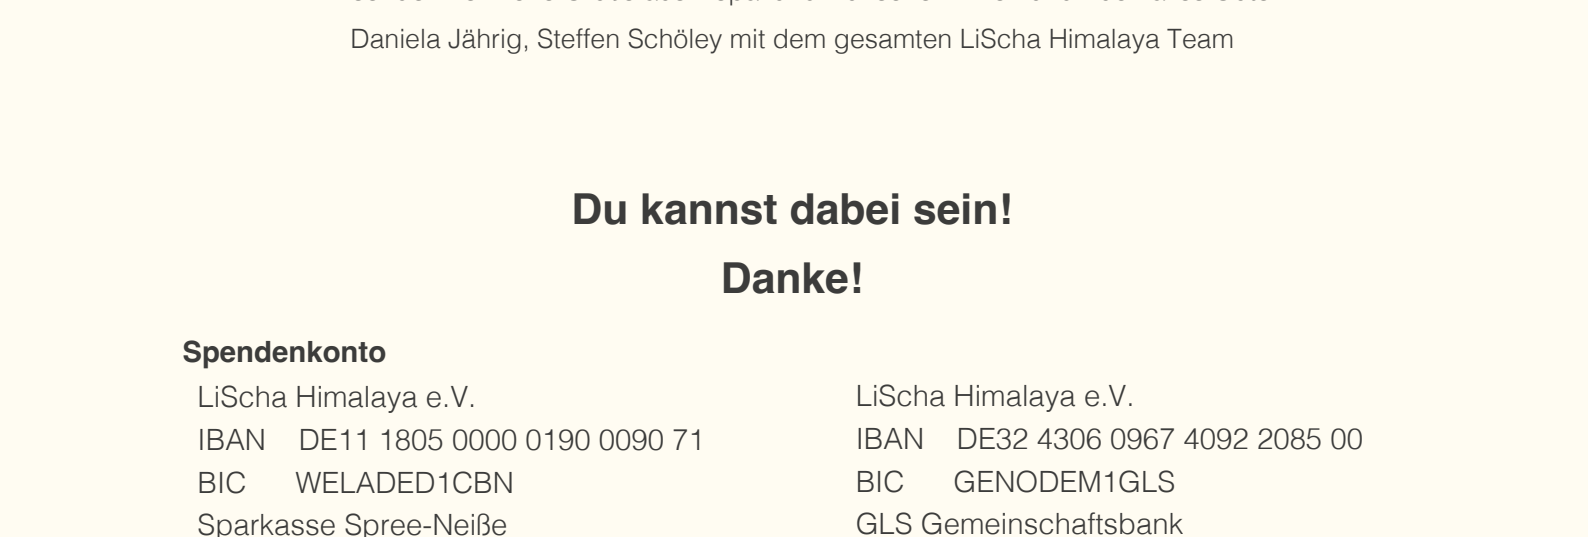 Daniela Jährig, Steffen Schöley mit dem gesamten LiScha Himalaya Team
Du kannst dabei sein!
Danke!
Spendenkonto
LiScha Himalaya e.V.
IBAN DE11 1805 0000 0190 0090 71
BIC WELADED1CBN
Sparkasse Spree-Neiße
LiScha Himalaya e.V.
IBAN DE32 4306 0967 4092 2085 00
BIC GENODEM1GLS
GLS Gemeinschaftsbank